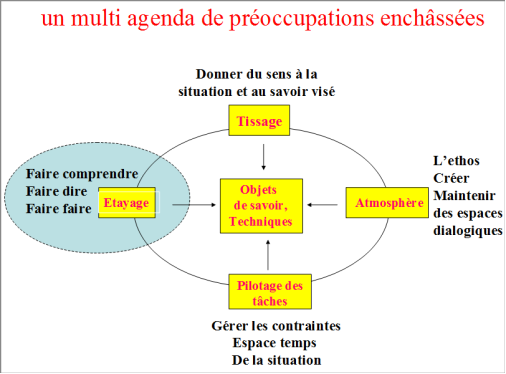 un multi agenda de préoccupations enchâssées
Donner du sens à la
situation et au savoir visé
Tissage
Faire comprendre
Faire dire
Faire faire
Etayage
Objets
de savoir,
Techniques
Atmosphère
L'ethos
Créer
Maintenir
des espaces
dialogiques
Pilotage des
tâches
Gérer les contraintes
Espace temps
De la situation